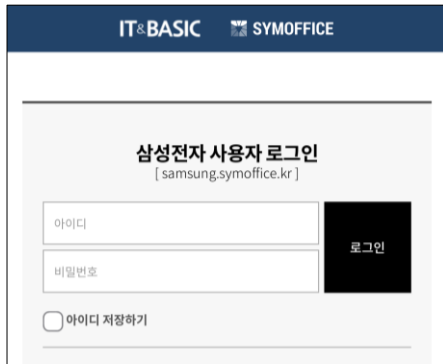 IT&BASIC SYMOFFICE
삼성전자 사용자 로그인
[ samsung.symoffice.kr ]
아이디
로그인
비밀번호
아이디 저장하기